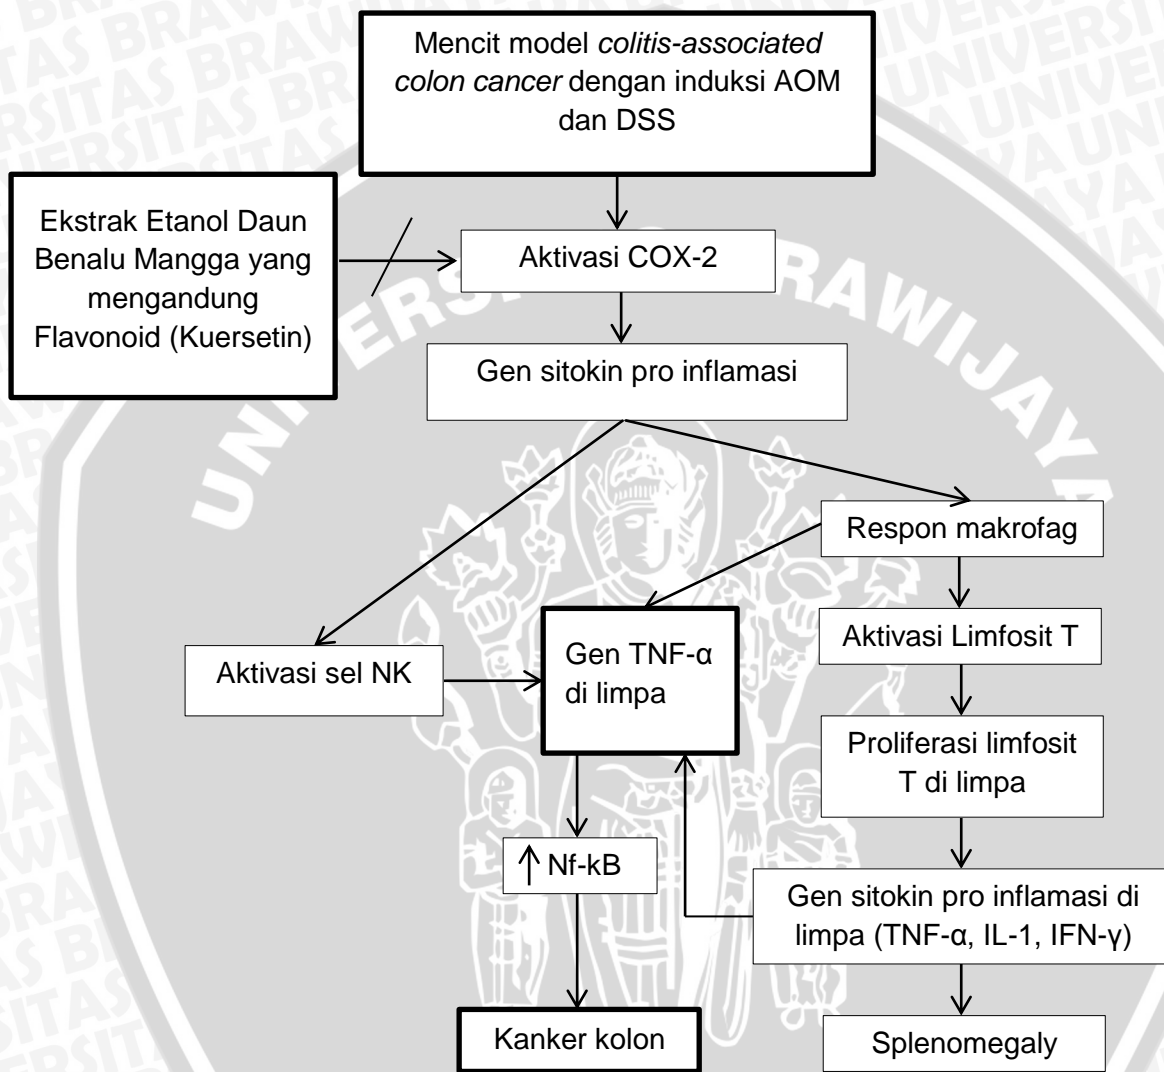 Mencit model colitis-associated
colon cancer dengan induksi AOM
dan DSS
Ekstrak Etanol Daun
Benalu Mangga yang
mengandung
Flavonoid (Kuersetin)
Aktivasi COX-2
Gen sitokin pro inflamasi
Respon makrofag
Aktivasi sel NK
Gen TNF-α
di limpa
Aktivasi Limfosit T
Proliferasi limfosit
T di limpa
↑ Nf-kB
Gen sitokin pro inflamasi di
limpa (TNF-α, IL-1, IFN-γ)
Kanker kolon
Splenomegaly
UNIVERSITAS BRAWIJAYA